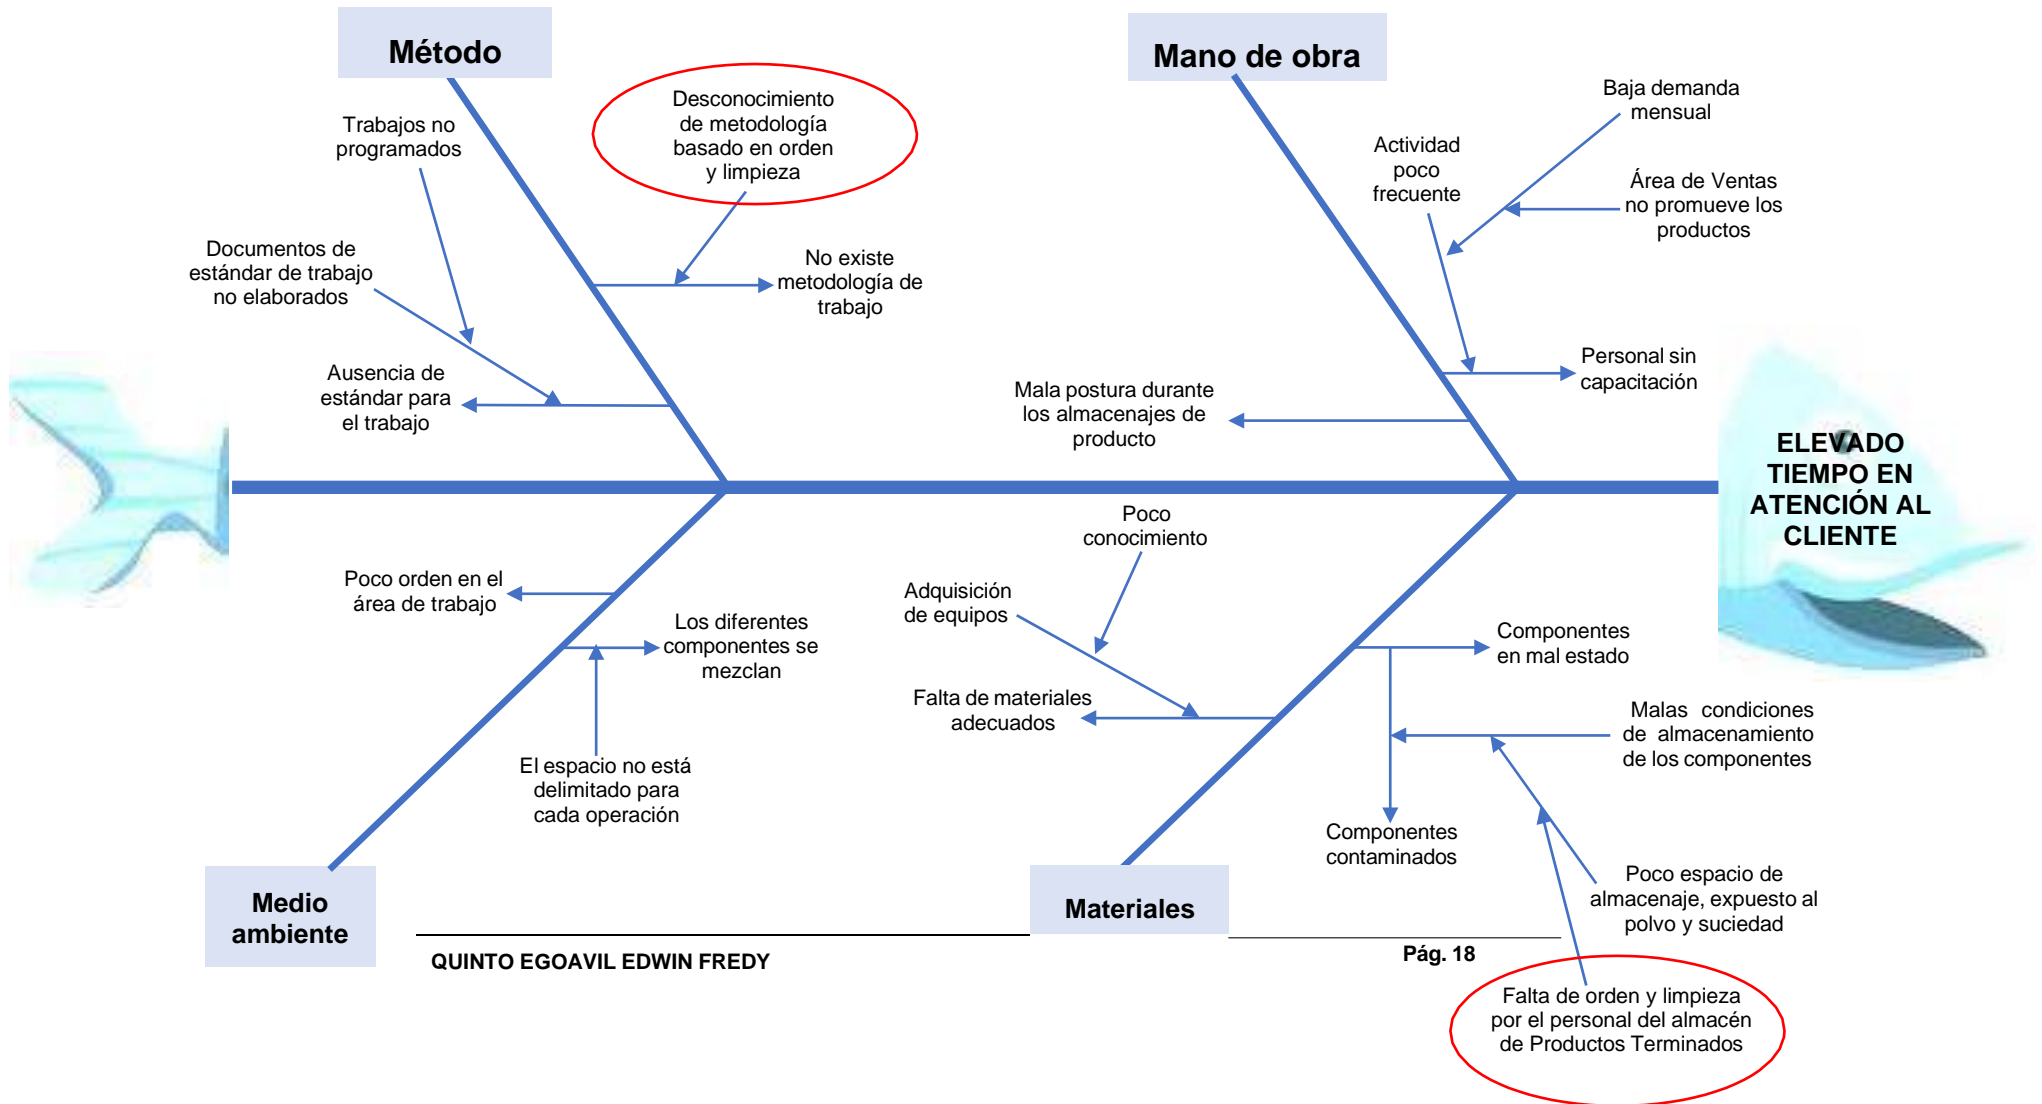 Método
Mano de obra
Desconocimiento
de metodología
basado en orden
y limpieza
Trabajos no
programados
Documentos de
estándar de trabajo
no elaborados
No existe
metodología de
trabajo
Ausencia de
estándar para
el trabajo
Baja demanda
mensual
Actividad
poco
frecuente
Área de Ventas
no promueve los
productos
Personal sin
capacitación
Mala postura durante
los almacenajes de
producto
ELEVADO
TIEMPO EN
ATENCIÓN AL
CLIENTE
Poco orden en el
área de trabajo
Los diferentes
componentes se
mezclan
El espacio no está
delimitado para
cada operación
Poco
conocimiento
Adquisición
de equipos
Falta de materiales
adecuados
Componentes
en mal estado
Malas condiciones
de almacenamiento
de los componentes
Componentes
contaminados
Poco espacio de
almacenaje, expuesto al
polvo y suciedad
Medio
ambiente
Materiales
QUINTO EGOAVIL EDWIN FREDY
Pág. 18
Falta de orden y limpieza
por el personal del almacén
de Productos Terminados